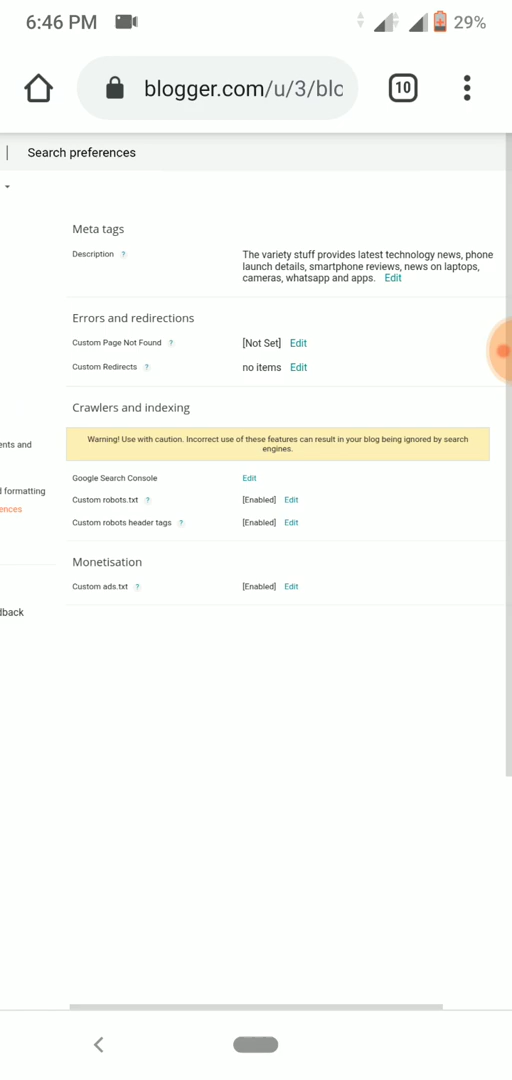 6:46 PM
29%
blogger.com/u/3/blo
10
Search preferences
Meta tags
Description ? The variety stuff provides latest technology news, phone
launch details, smartphone reviews, news on laptops,
cameras, whatsapp and apps. Edit
Errors and redirections
Custom Page Not Found ? [Not Set] Edit
Custom Redirects ? no items Edit
Crawlers and indexing
Warning! Use with caution. Incorrect use of these features can result in your blog being ignored by search
engines.
ents and
Google Search Console Edit
d formatting
Custom robots.txt ? [Enabled] Edit
ences
Custom robots header tags ? [Enabled] Edit
Monetisation
Custom ads.txt ? [Enabled] Edit
dback